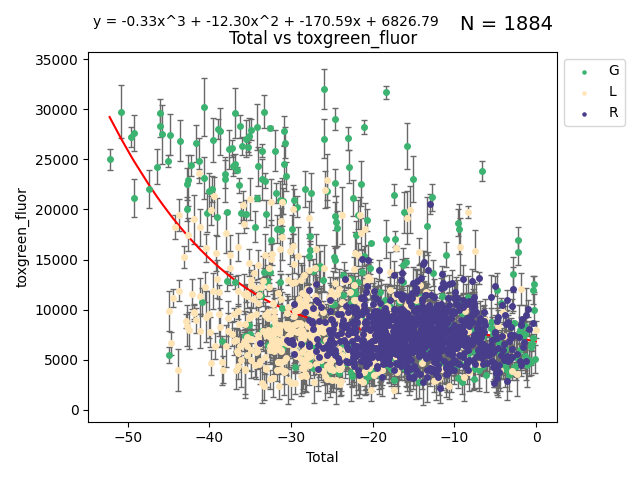 y = -0.33x^3 + -12.30x^2 + -170.59x + 6826.79
N = 1884
Total vs toxgreen_fluor
35000
30000
25000
20000
15000
10000
5000
0
toxgreen_fluor
−50
−40
−30
−20
−10
0
Total
G
L
R